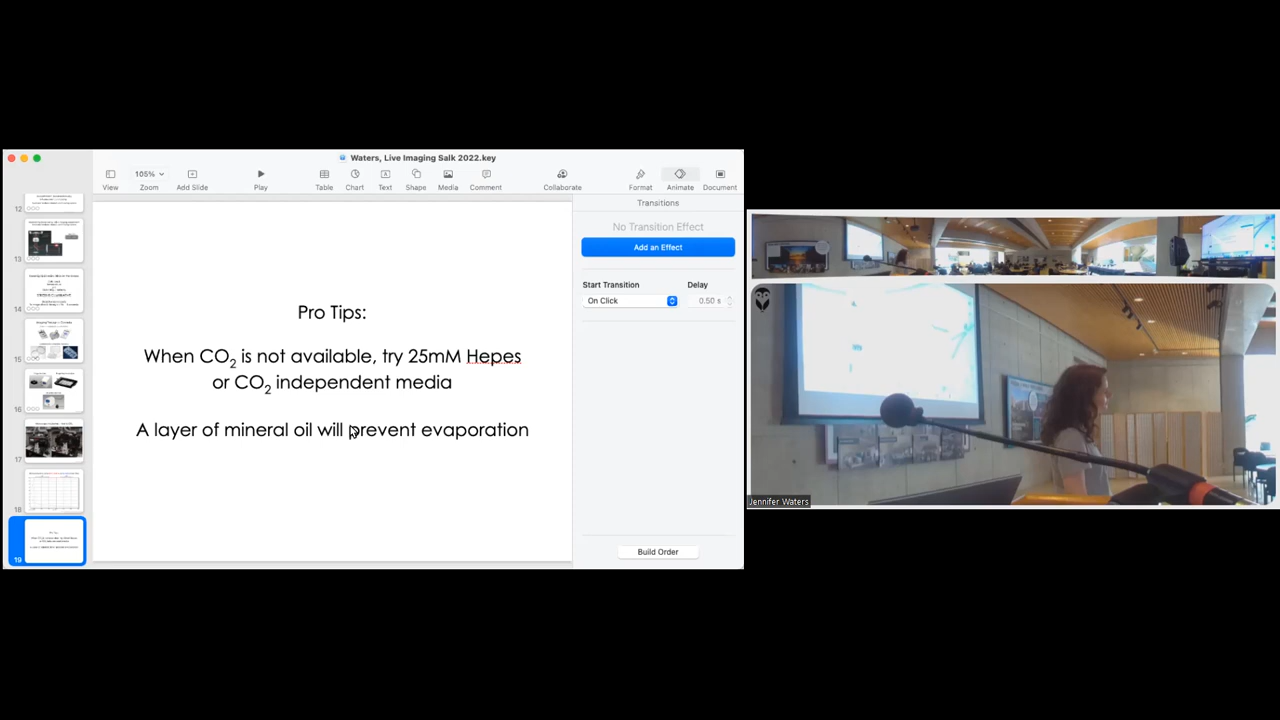 Waters, Live Imaging Salk 2022.key
105%
View
Zoom
Add Slide
Play
Table
Chart
Text
Shape
Media
Comment
Collaborate
Format
Animate
Document
12
13
14
15
16
17
18
19
Pro Tips:
When CO2 is not available, try 25mM Hepes
or CO2 independent media
A layer of mineral oil will prevent evaporation
Transitions
No Transition Effect
Add an Effect
Start Transition
Delay
On Click
0.50 s
Build Order
Jennifer Waters